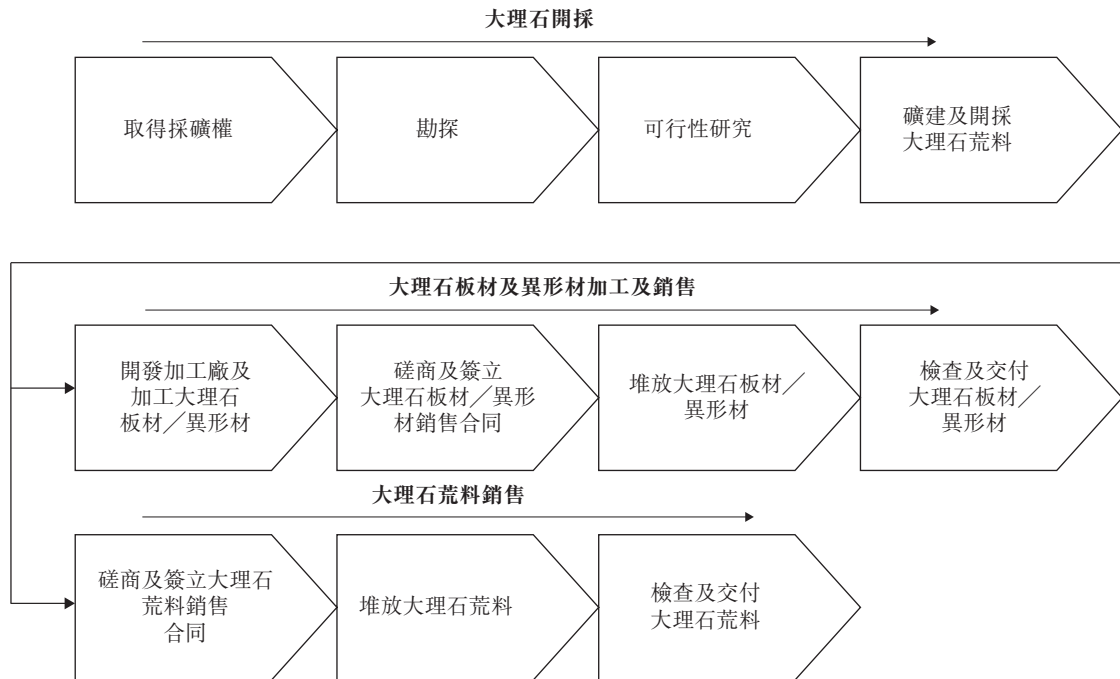 大理石開採
取得採礦權
勘探
可行性研究
礦建及開採
大理石荒料
大理石板材及異形材加工及銷售
開發加工廠及
加工大理石
板材／異形材
磋商及簽立
大理石板材／異形
材銷售合同
堆放大理石板材／
異形材
檢查及交付
大理石板材／
異形材
大理石荒料銷售
磋商及簽立大理石
荒料銷售
合同
堆放大理石荒料
檢查及交付
大理石荒料